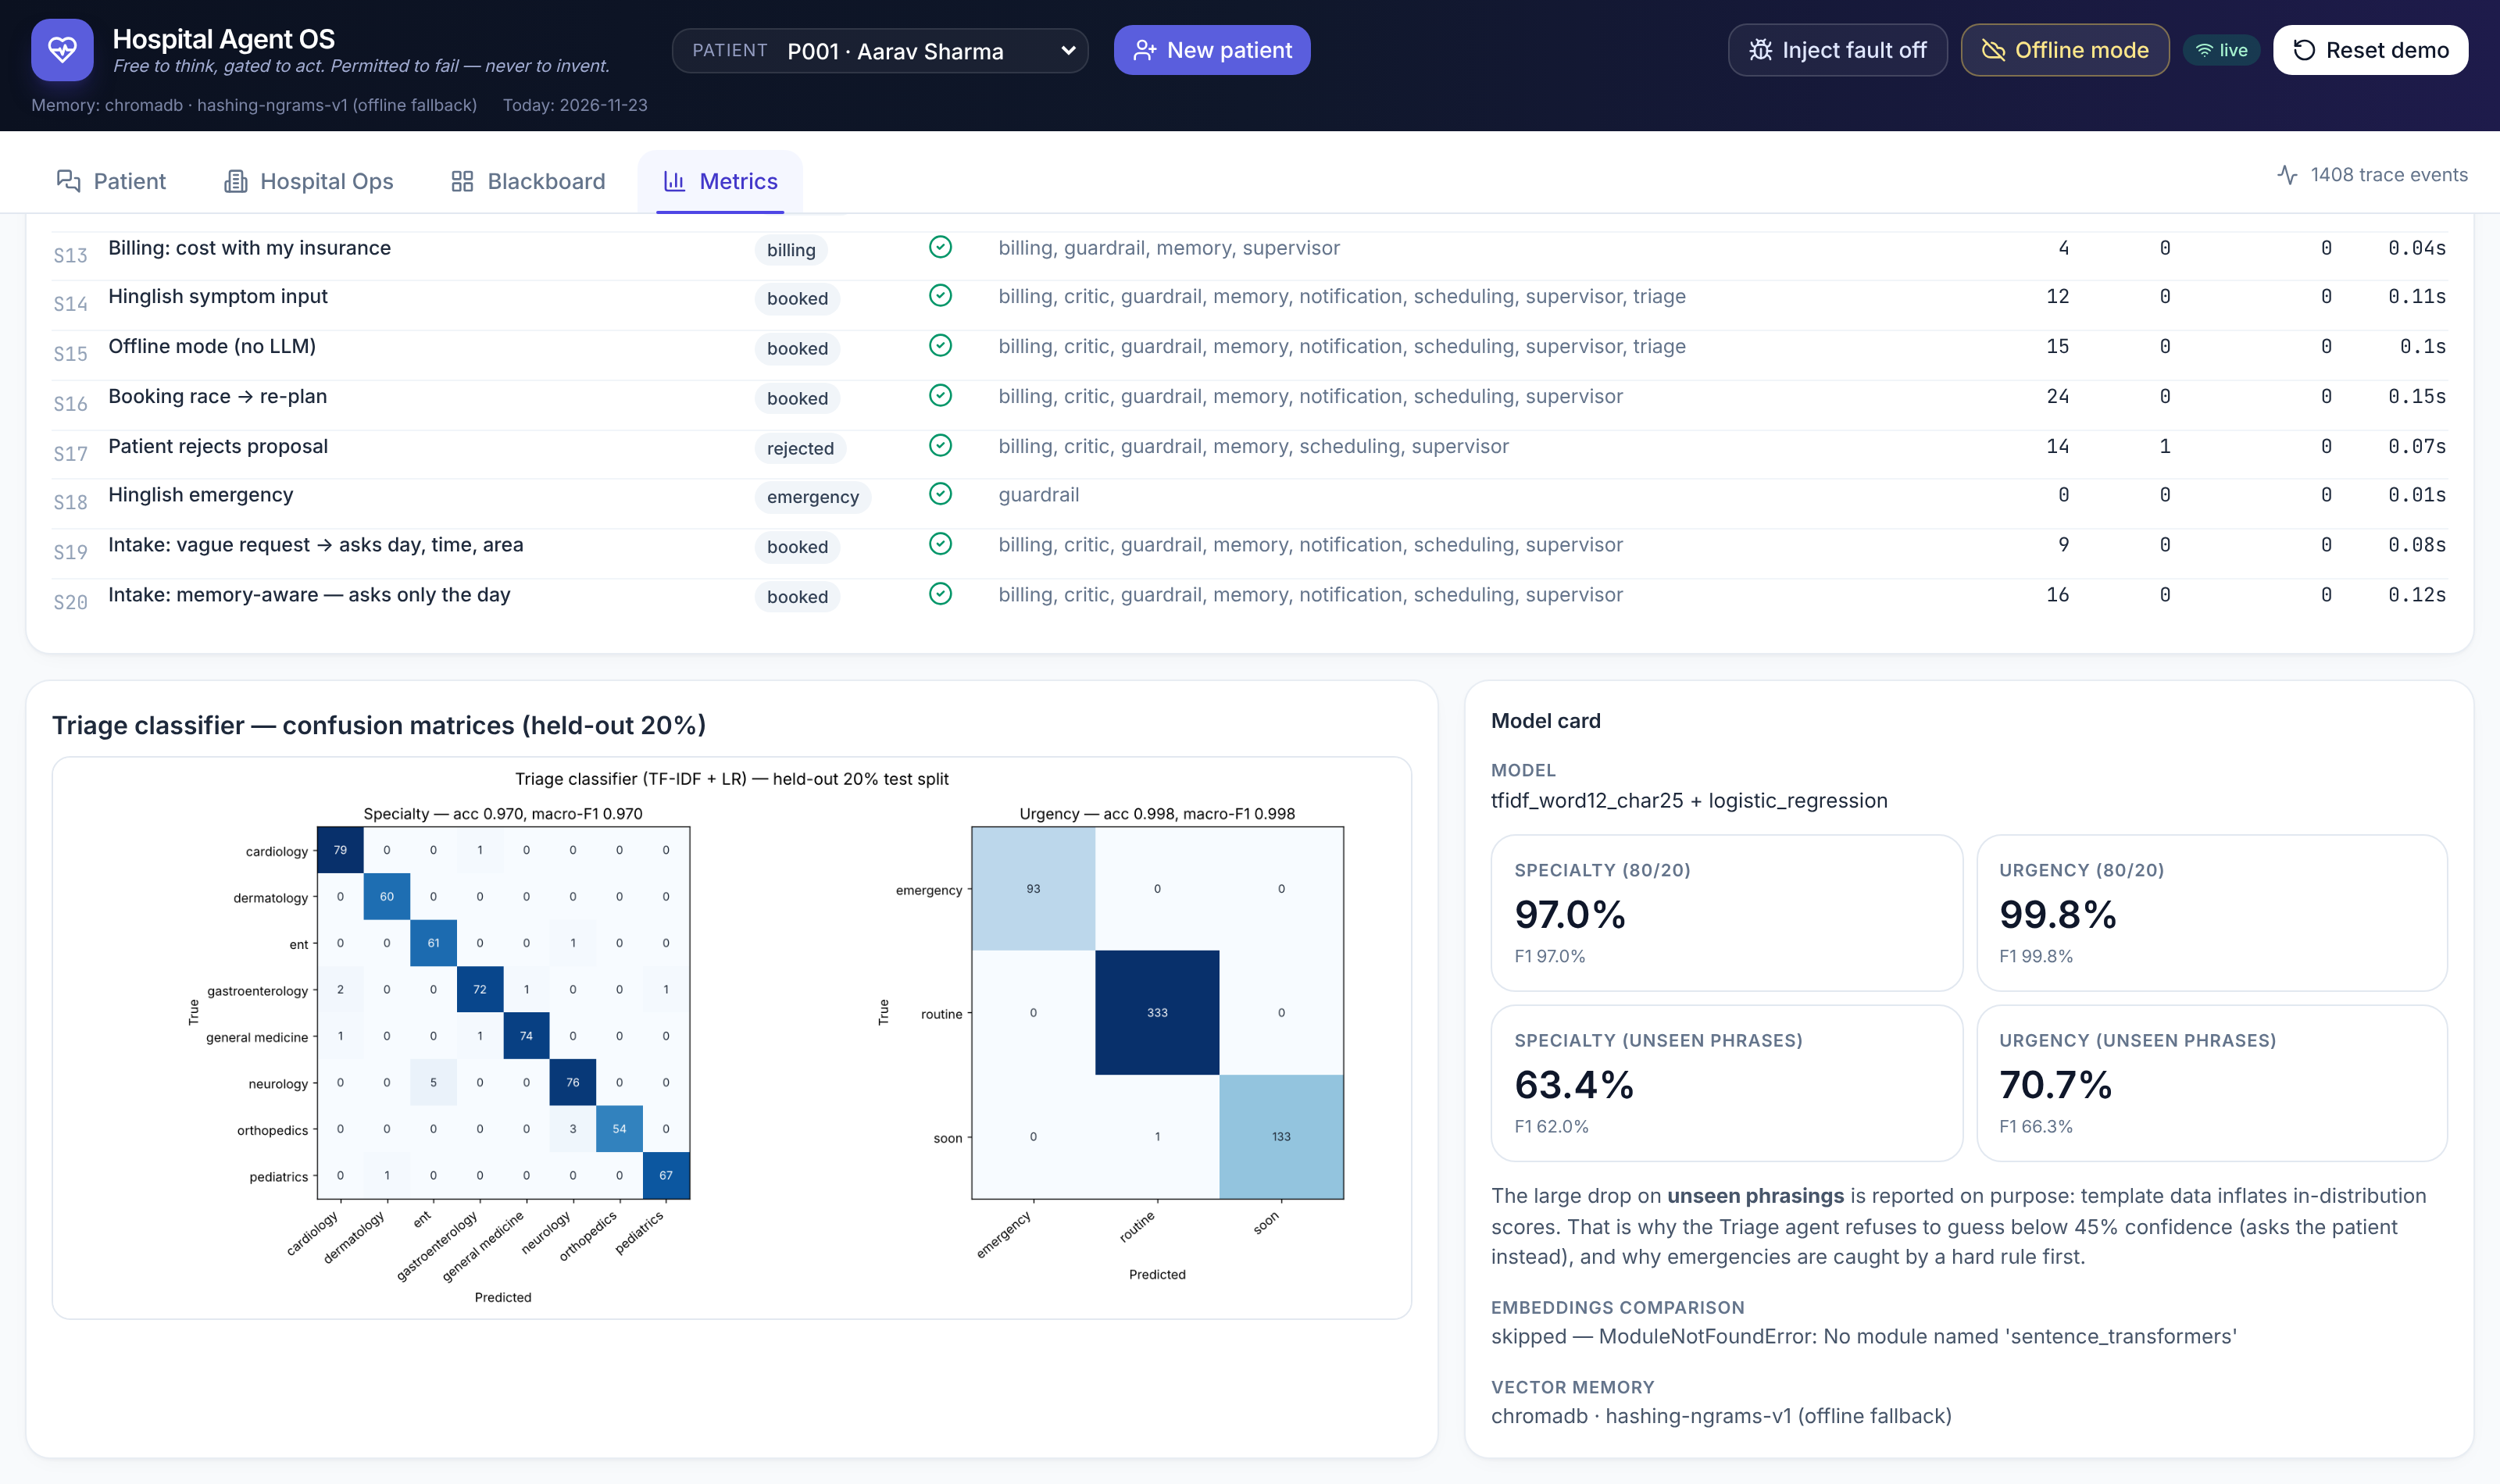 Hospital Agent OS
Free to think, gated to act. Permitted to fail — never to invent.
PATIENT P001 · Aarav Sharma
New patient
Inject fault off
Offline mode
live
Reset demo
Memory: chromadb · hashing-ngrams-v1 (offline fallback) Today: 2026-11-23
Patient
Hospital Ops
Blackboard
Metrics
1408 trace events
S13 Billing: cost with my insurance billing billing, guardrail, memory, supervisor 4 0 0 0.04s
S14 Hinglish symptom input booked billing, critic, guardrail, memory, notification, scheduling, supervisor, triage 12 0 0 0.11s
S15 Offline mode (no LLM) booked billing, critic, guardrail, memory, notification, scheduling, supervisor, triage 15 0 0 0.1s
S16 Booking race → re-plan booked billing, critic, guardrail, memory, notification, scheduling, supervisor 24 0 0 0.15s
S17 Patient rejects proposal rejected billing, critic, guardrail, memory, scheduling, supervisor 14 1 0 0.07s
S18 Hinglish emergency emergency guardrail 0 0 0 0.01s
S19 Intake: vague request → asks day, time, area booked billing, critic, guardrail, memory, notification, scheduling, supervisor 9 0 0 0.08s
S20 Intake: memory-aware — asks only the day booked billing, critic, guardrail, memory, notification, scheduling, supervisor 16 0 0 0.12s
Triage classifier — confusion matrices (held-out 20%)
Triage classifier (TF-IDF + LR) — held-out 20% test split
Specialty — acc 0.970, macro-F1 0.970
cardiology 79 0 0 1 0 0 0 0
dermatology 0 60 0 0 0 0 0 0
ent 0 0 61 0 0 1 0 0
gastroenterology 2 0 0 72 1 0 0 1
general medicine 1 0 0 1 74 0 0 0
neurology 0 0 5 0 0 76 0 0
orthopedics 0 0 0 0 0 3 54 0
pediatrics 0 1 0 0 0 0 0 67
True
cardiology dermatology ent gastroenterology general medicine neurology orthopedics pediatrics
Predicted
Urgency — acc 0.998, macro-F1 0.998
emergency 93 0 0
routine 0 333 0
soon 0 1 133
True
emergency routine soon
Predicted
Model card
MODEL
tfidf_word12_char25 + logistic_regression
SPECIALTY (80/20)
97.0%
F1 97.0%
URGENCY (80/20)
99.8%
F1 99.8%
SPECIALTY (UNSEEN PHRASES)
63.4%
F1 62.0%
URGENCY (UNSEEN PHRASES)
70.7%
F1 66.3%
The large drop on unseen phrasings is reported on purpose: template data inflates in-distribution
scores. That is why the Triage agent refuses to guess below 45% confidence (asks the patient
instead), and why emergencies are caught by a hard rule first.
EMBEDDINGS COMPARISON
skipped — ModuleNotFoundError: No module named 'sentence_transformers'
VECTOR MEMORY
chromadb · hashing-ngrams-v1 (offline fallback)